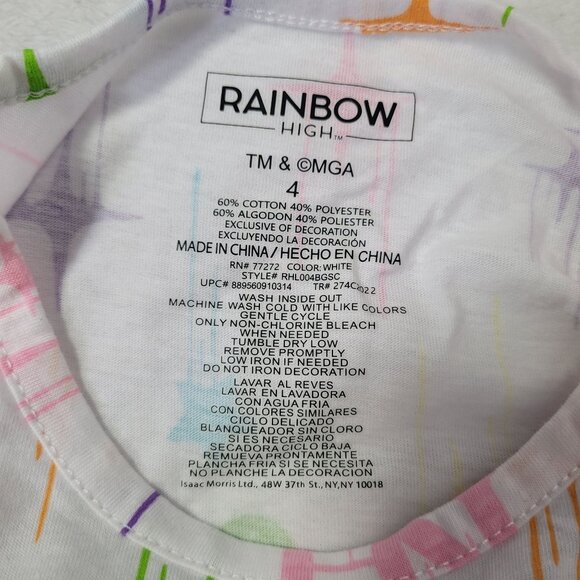 RAINBOW
HIGH™
TM & ©MGA
4
60% COTTON 40% POLYESTER
60% ALGODON 40% POLIESTER
EXCLUSIVE OF DECORATION
EXCLUYENDO LA DECORACIÓN
MADE IN CHINA / HECHO EN CHINA
RN# 77272 COLOR: WHITE
STYLE# RHL004BGSC
UPC# 889560910314 TR# 274C2022
WASH INSIDE OUT
MACHINE WASH COLD WITH LIKE COLORS
GENTLE CYCLE
ONLY NON-CHLORINE BLEACH
WHEN NEEDED
TUMBLE DRY LOW
REMOVE PROMPTLY
LOW IRON IF NEEDED
DO NOT IRON DECORATION
LAVAR AL REVES
LAVAR EN LAVADORA
CON AGUA FRIA
CON COLORES SIMILARES
CICLO DELICADO
BLANQUEADOR SIN CLORO
SI ES NECESARIO
SECADORA CICLO BAJA
REMUEVA PRONTAMENTE
PLANCHA FRIA SI SE NECESITA
NO PLANCHE LA DECORACION
Isaac Morris Ltd., 48W 37th St., NY, NY 10018